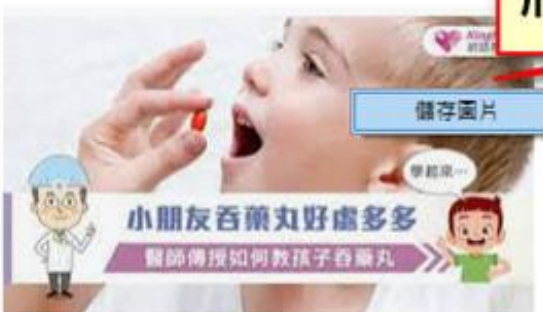 儲存圖片
學起來…
小朋友吞藥丸好處多多
醫師傳授如何教孩子吞藥丸